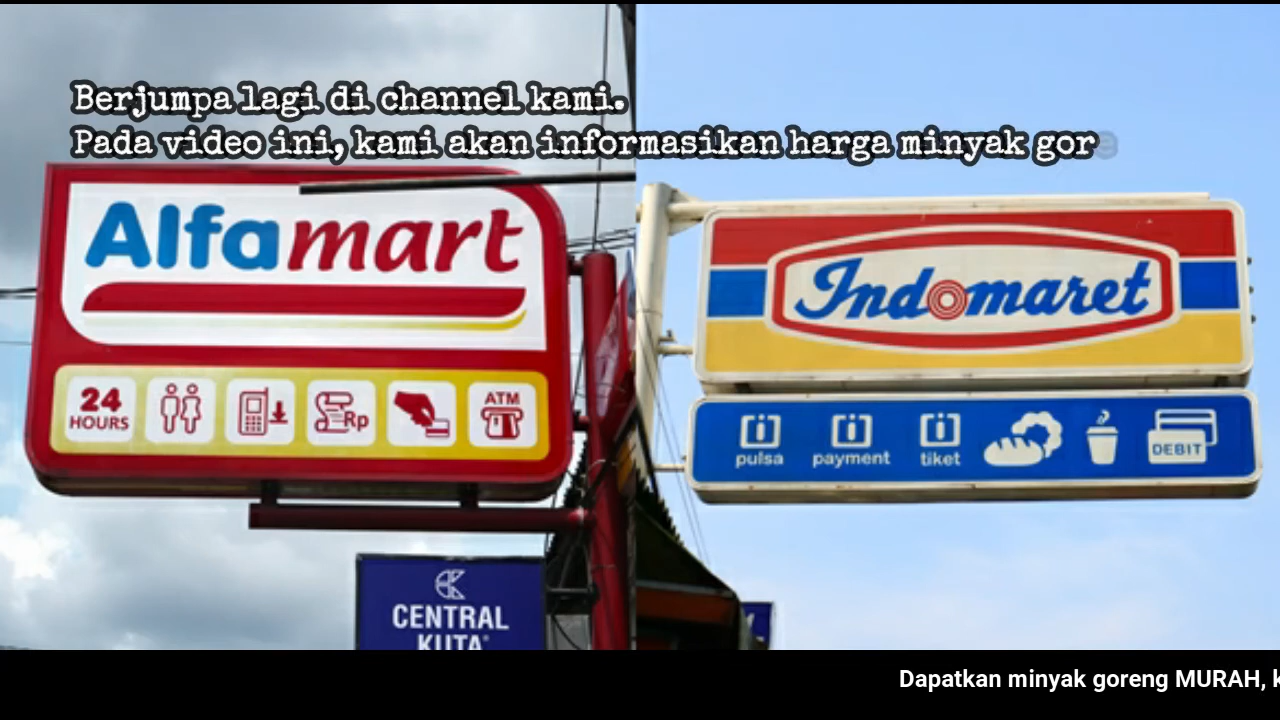 Berjumpa lagi di channel kami.
Pada video ini, kami akan informasikan harga minyak gore
Alfamart
24
HOURS
Rp
ATM
Indomaret
pulsa
payment
tiket
DEBIT
CENTRAL
KUTA
Dapatkan minyak goreng MURAH,